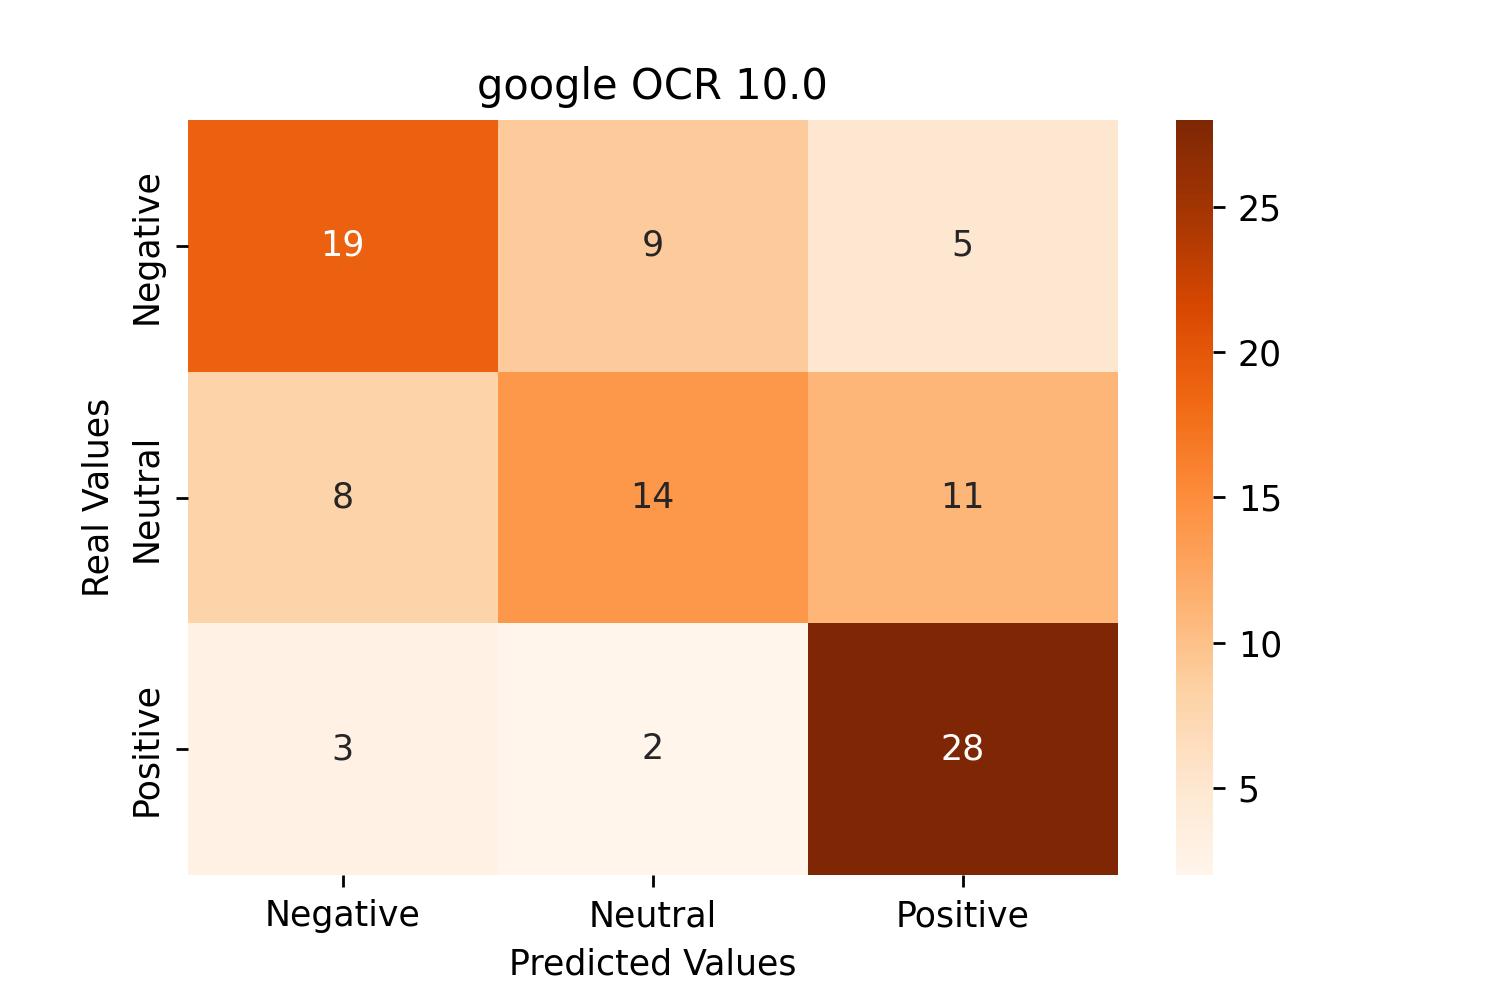 google OCR 10.0
Real Values
Negative
19 9 5
Neutral
8 14 11
Positive
3 2 28
Negative Neutral Positive
Predicted Values
25
20
15
10
5